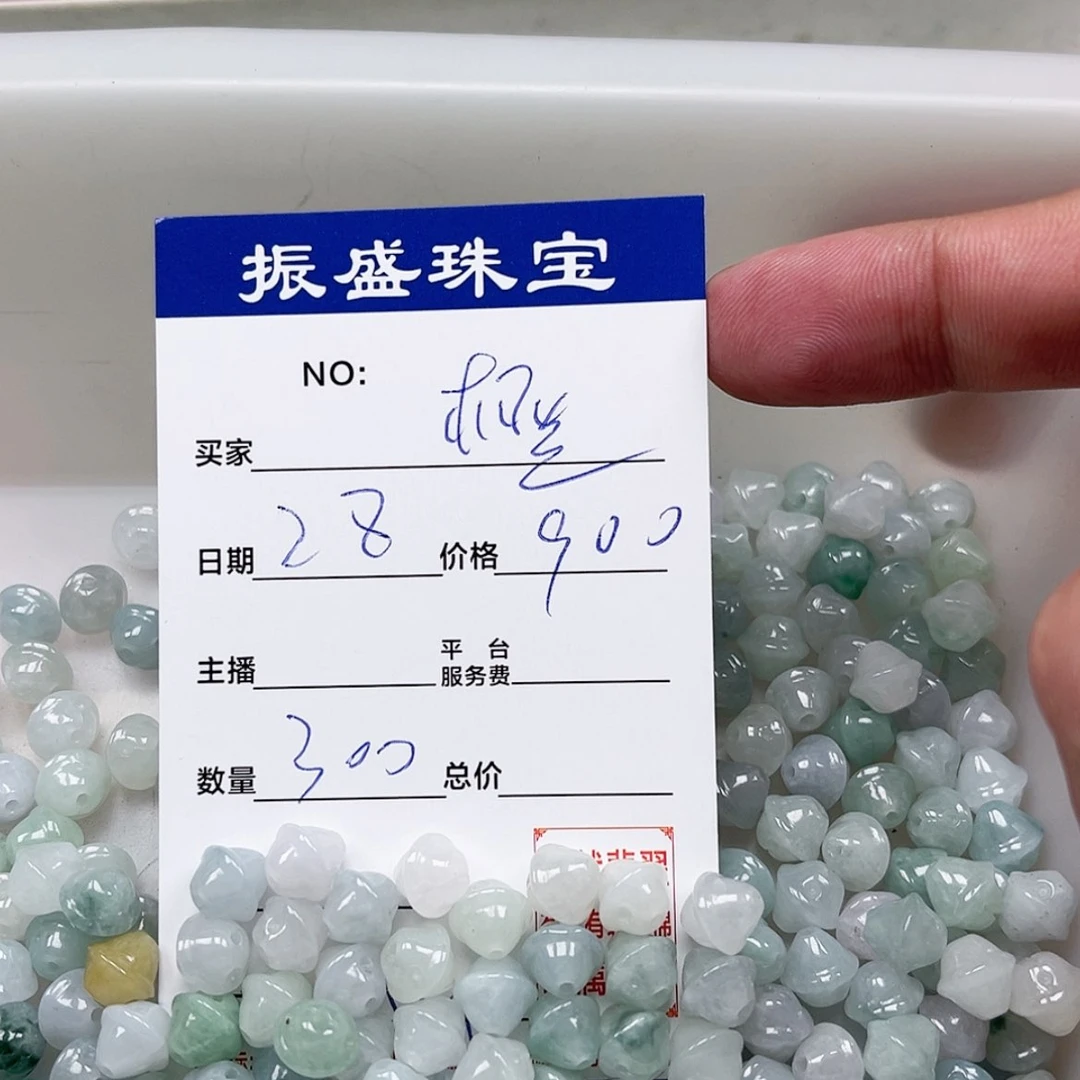 振盛珠宝
NO:
买家
日期 28 价格 900
主播 平台服务费
数量 300 总价